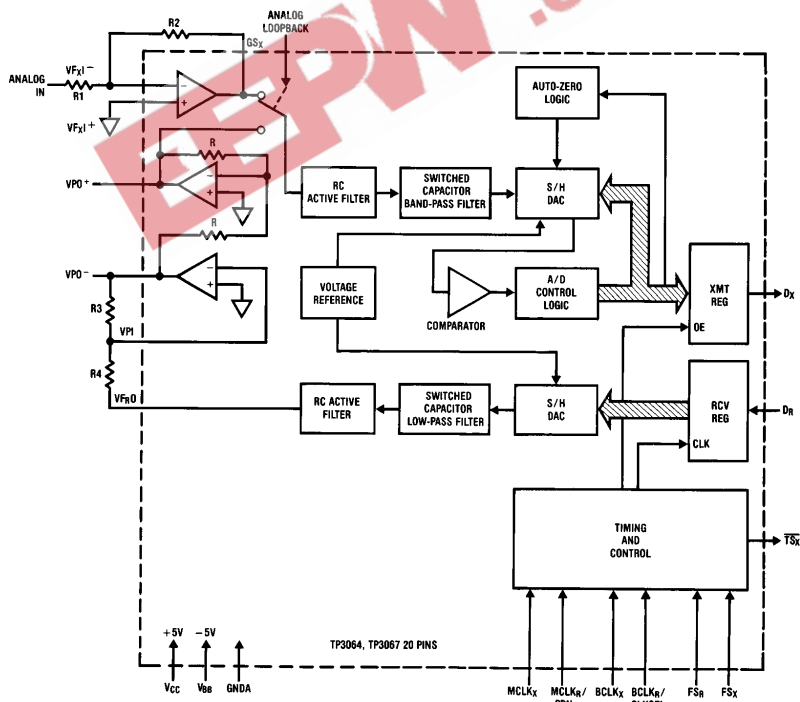 R2
ANALOG
LOOPBACK
GSX
ANALOG
IN
VFXI−
R1
VFXI+
AUTO-ZERO
LOGIC
R
VPO+
RC
ACTIVE FILTER
SWITCHED
CAPACITOR
BAND-PASS FILTER
S/H
DAC
R
VPO−
VOLTAGE
REFERENCE
COMPARATOR
A/D
CONTROL
LOGIC
XMT
REG
DX
OE
R3
VPI
R4
VFRO
RC ACTIVE
FILTER
SWITCHED
CAPACITOR
LOW-PASS FILTER
S/H
DAC
RCV
REG
DR
CLK
TIMING
AND
CONTROL
TSX
+5V
−5V
TP3064, TP3067 20 PINS
VCC
VBB
GNDA
MCLKX
MCLKR/
BCLKX
BCLKR/
FSR
FSX
EEPW